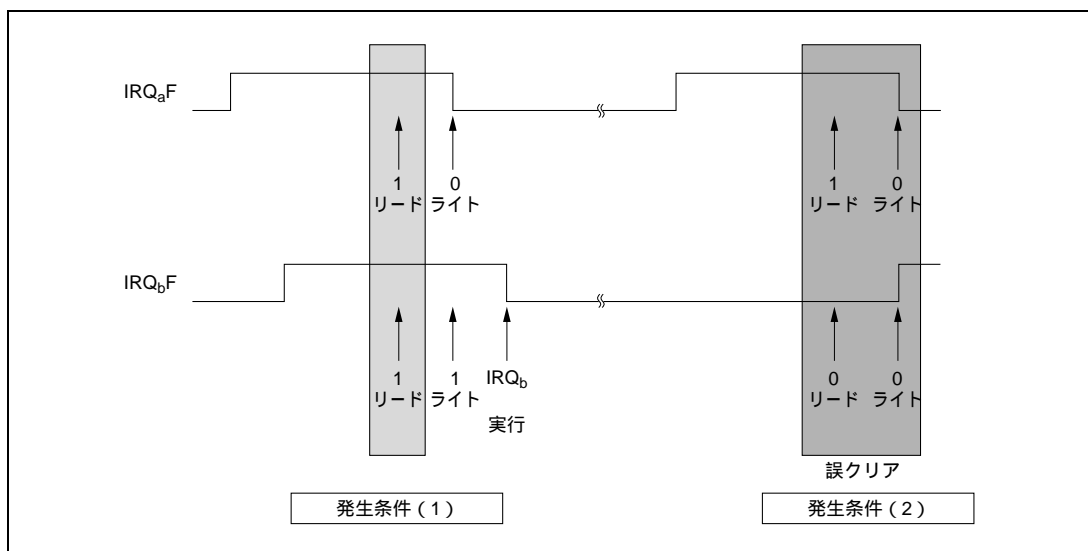 IRQaF
1 0
リード ライト
1 0
リード ライト
IRQbF
1 1 IRQb
リード ライト
実行
0 0
リード ライト
誤クリア
発生条件（1）
発生条件（2）